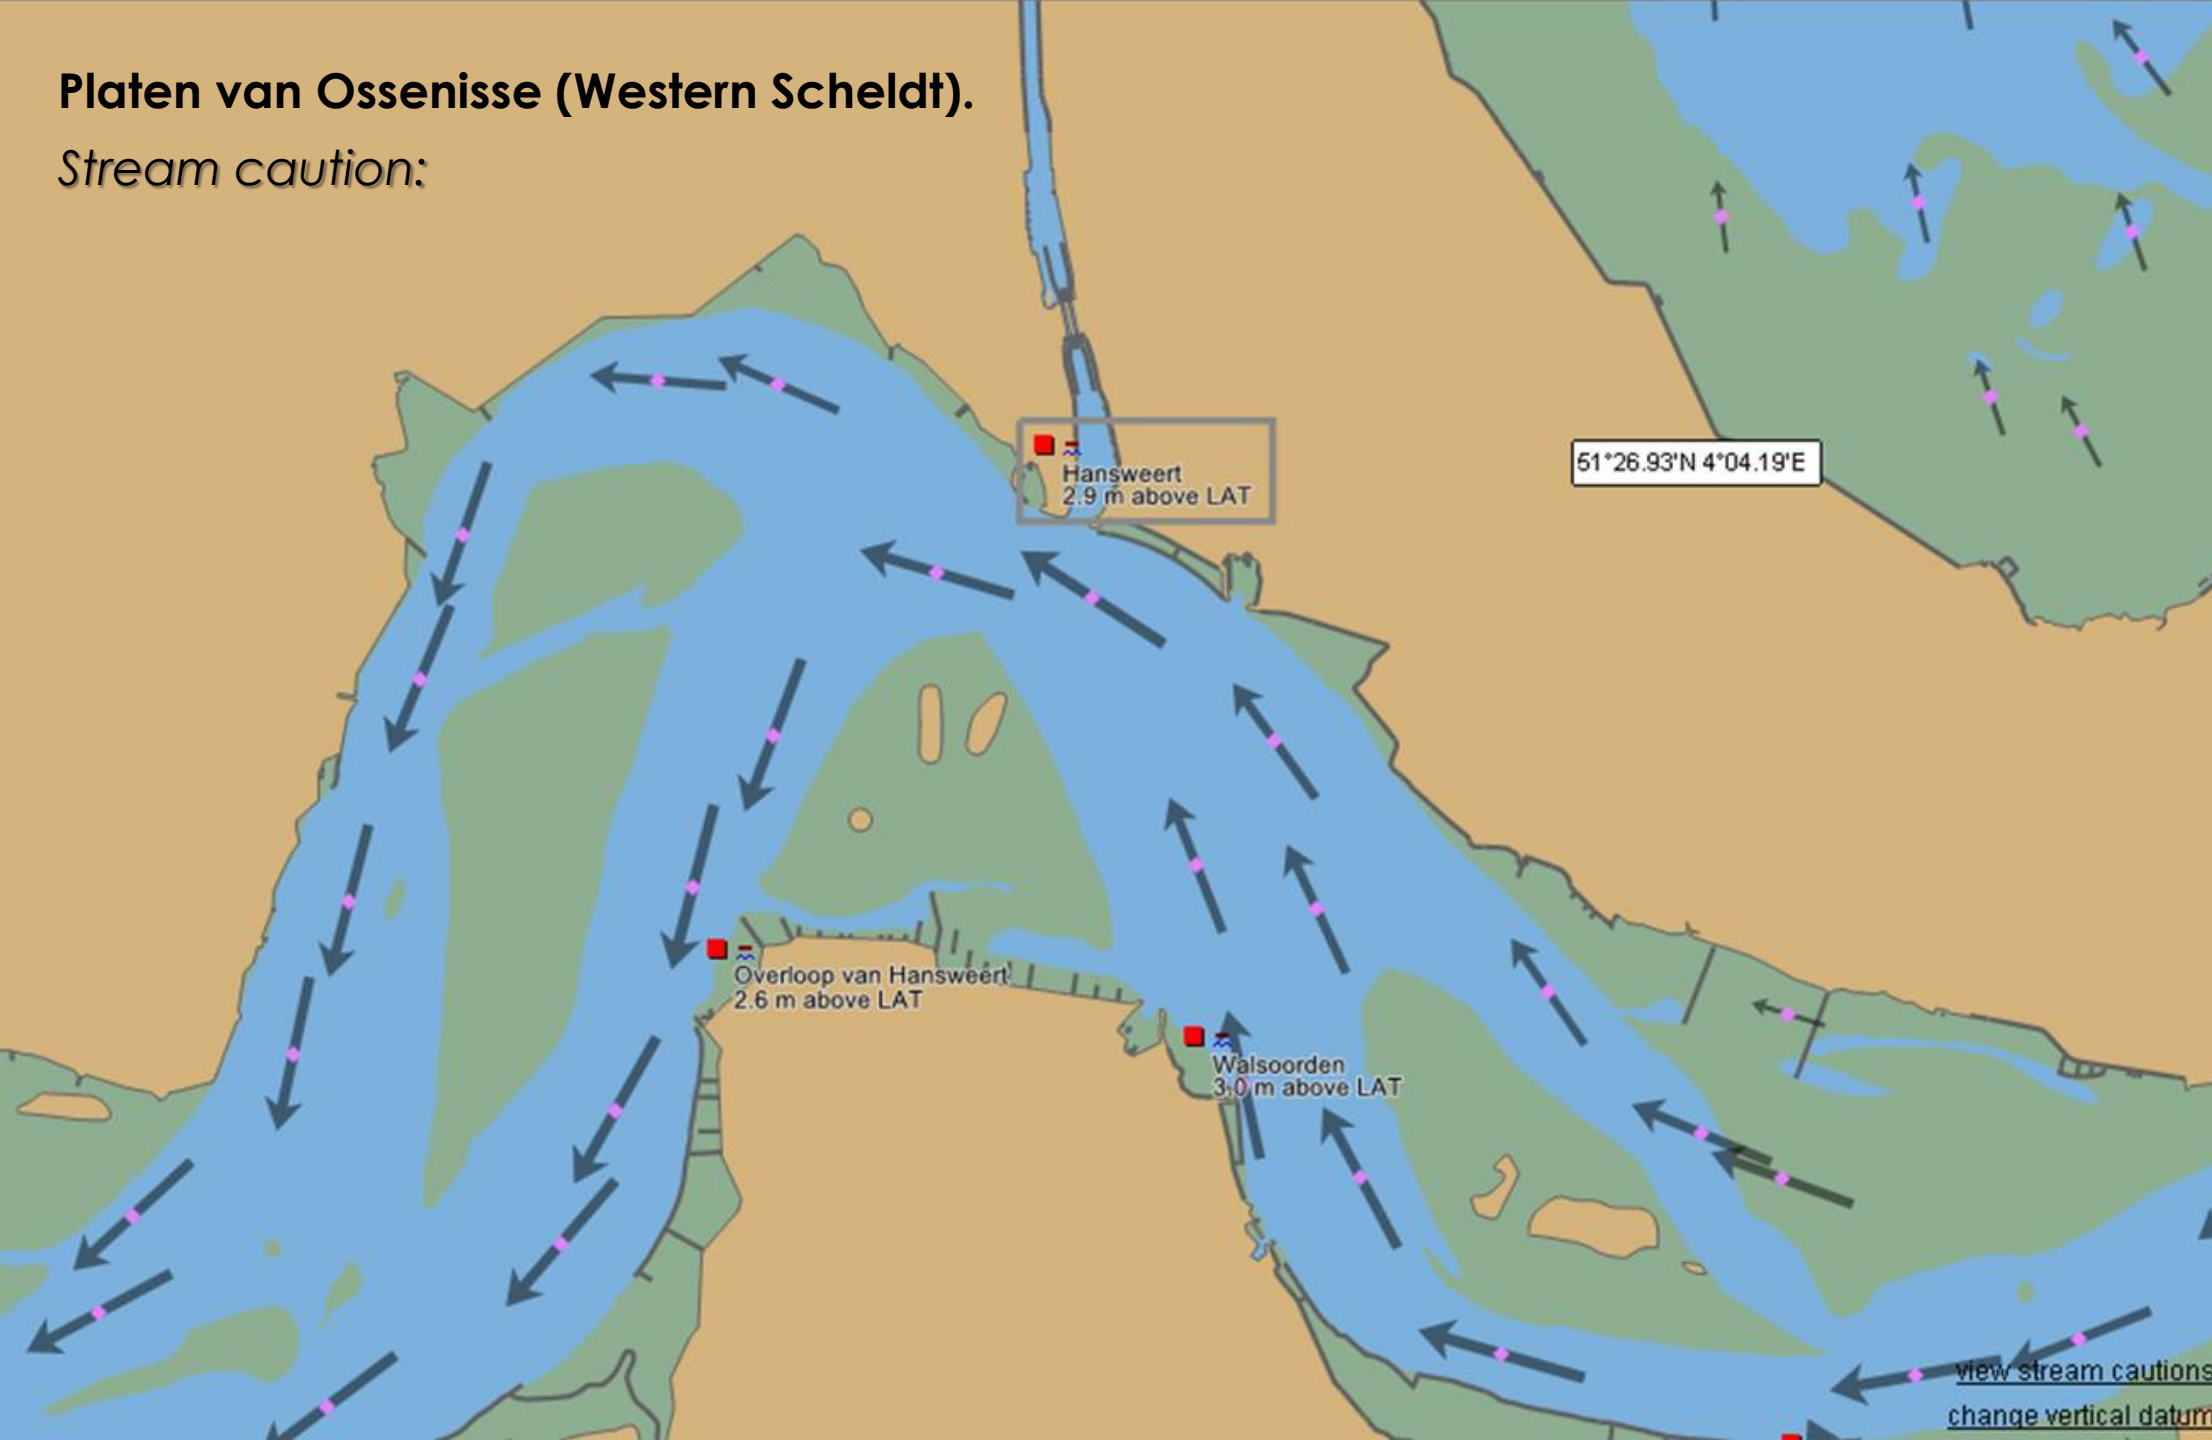 Platen van Ossenisse (Western Scheldt).
Stream caution:
Hansweert
2.9 m above LAT
51°26.93'N 4°04.19'E
Overloop van Hansweert
2.6 m above LAT
Walsoorden
3.0 m above LAT
view stream cautions
change vertical datum